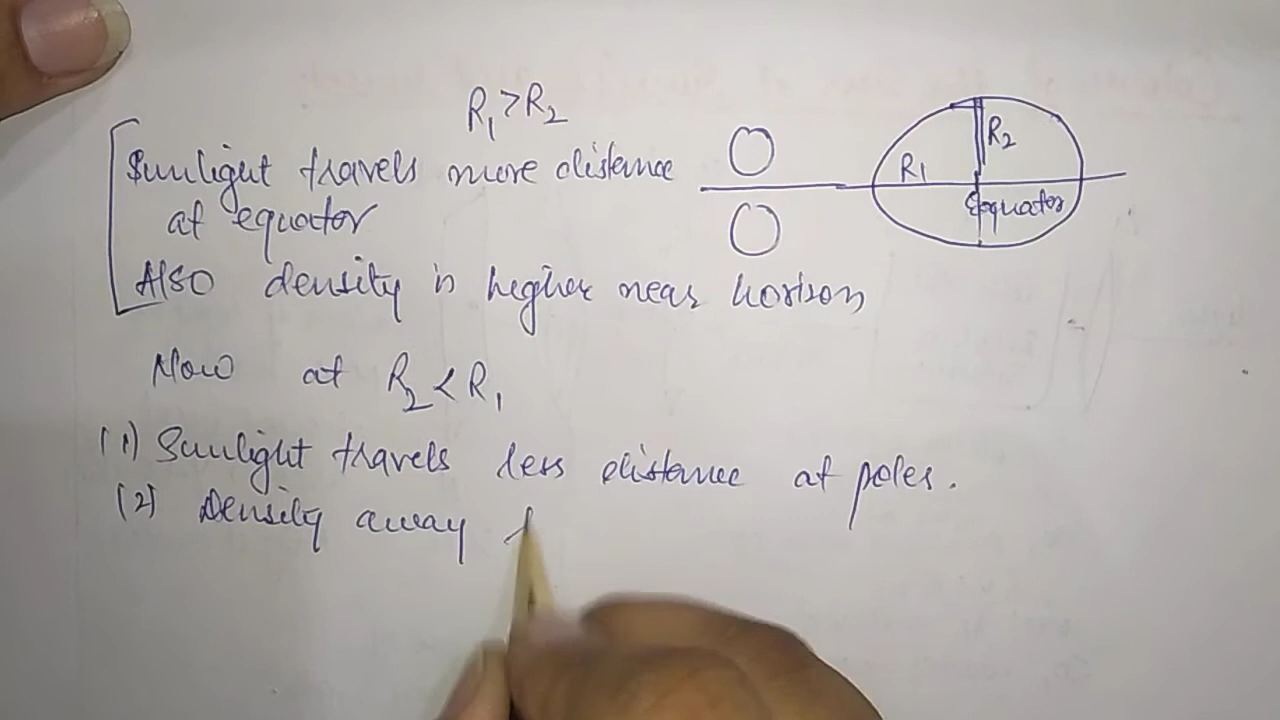 R1 > R2
Sunlight travels more distance
at equator
Also density is higher near horizon
R1
R2
Equator
Now at R2 < R1
(1) Sunlight travels less distance at poles.
(2) Density away f